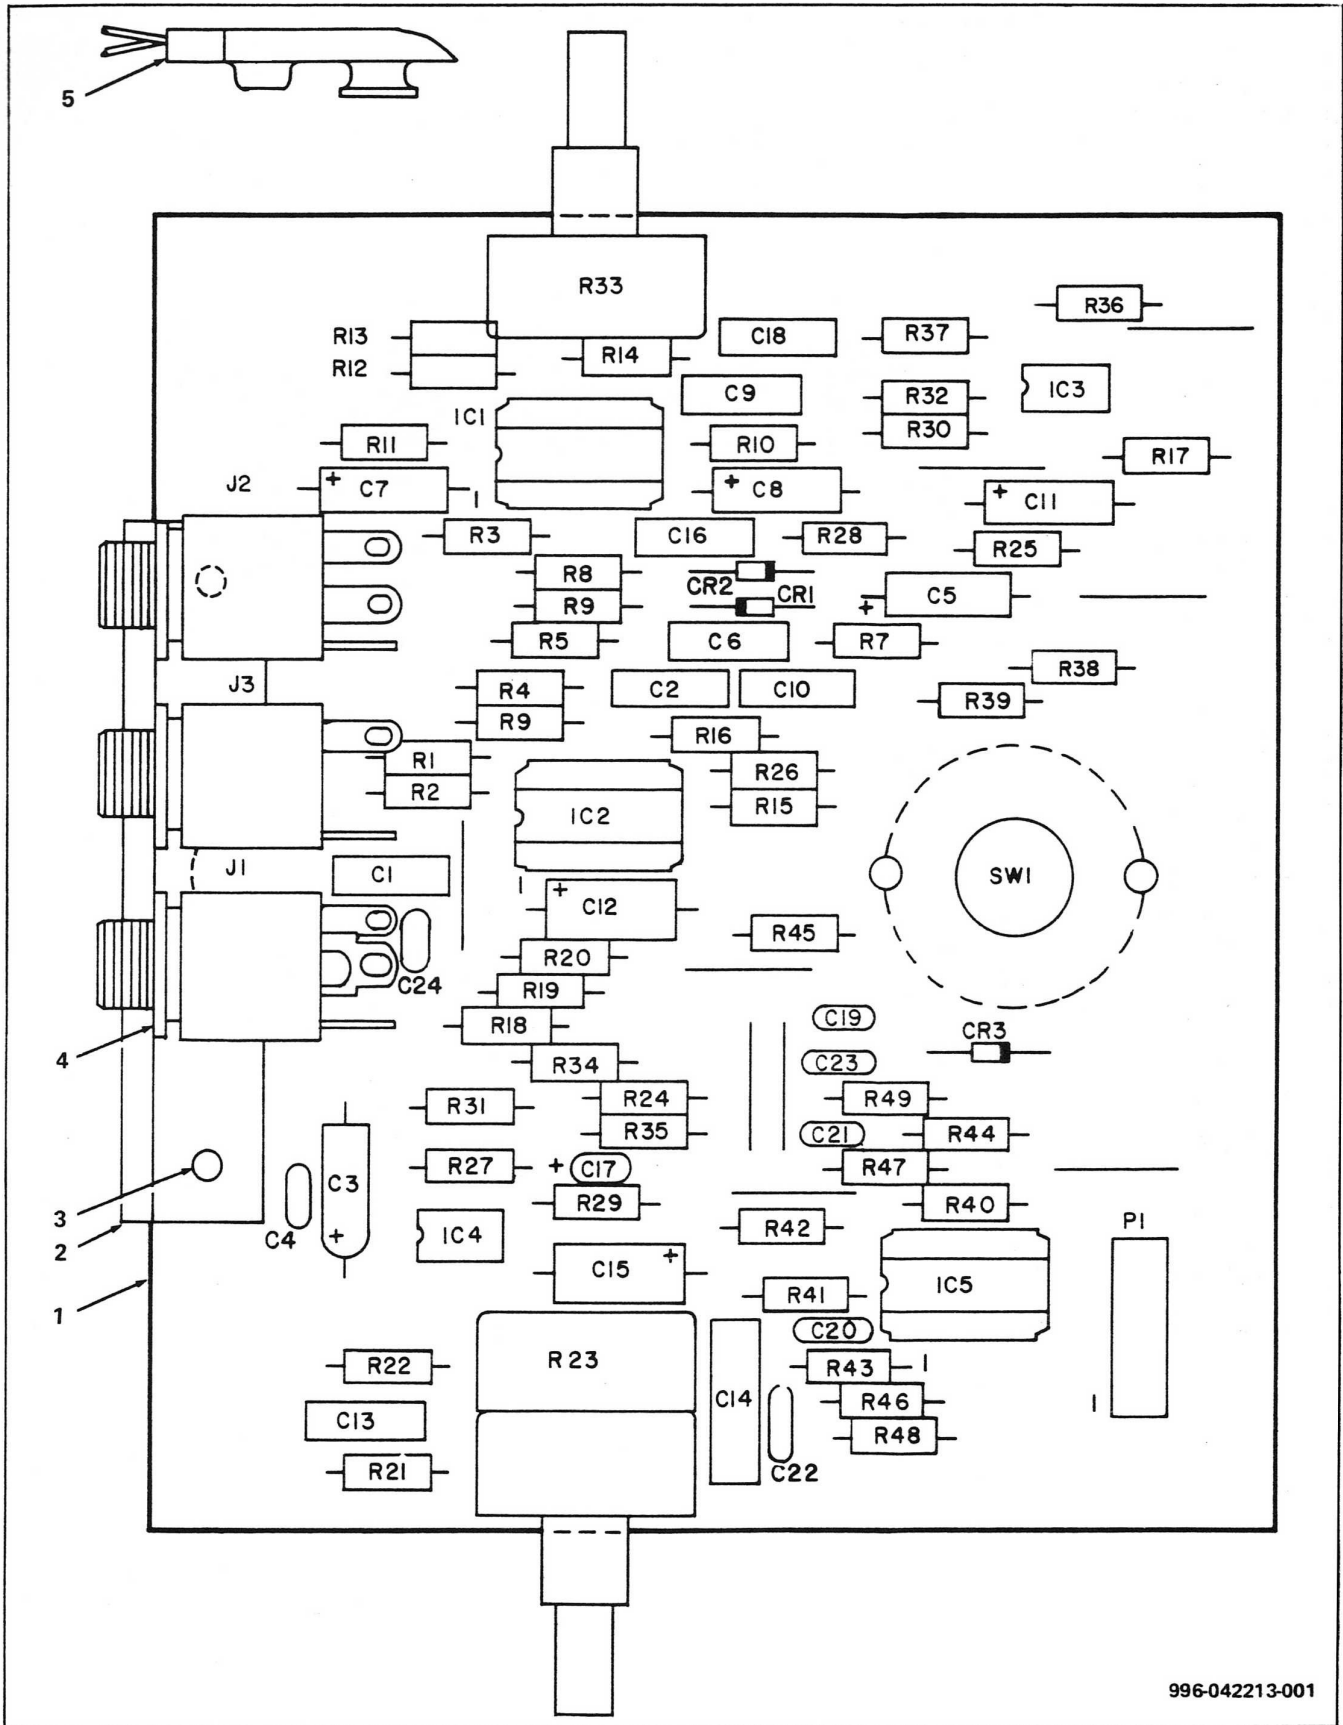 5
R33
R36
R13
C18
R37
R14
R12
IC3
C9
R32
IC1
R30
R11
R10
R17
J2
+
C7
+
C8
+
C11
1
R3
C16
R28
R25
R8
CR2
CR1
C5
R9
+
R5
C6
R7
R38
J3
R4
C2
C10
R39
R9
R16
R1
R26
R2
R15
IC2
J1
C1
SW1
1
+
C12
R45
R20
C24
R19
C19
R18
CR3
4
R34
C23
R24
R49
R31
R35
C21
R44
R27
+
C17
R47
C3
R29
R40
3
2
C4
+
IC4
R42
P1
+
C15
IC5
1
R41
C20
R23
R22
R43
1
C14
R46
1
C13
R48
R21
C22
996-042213-001